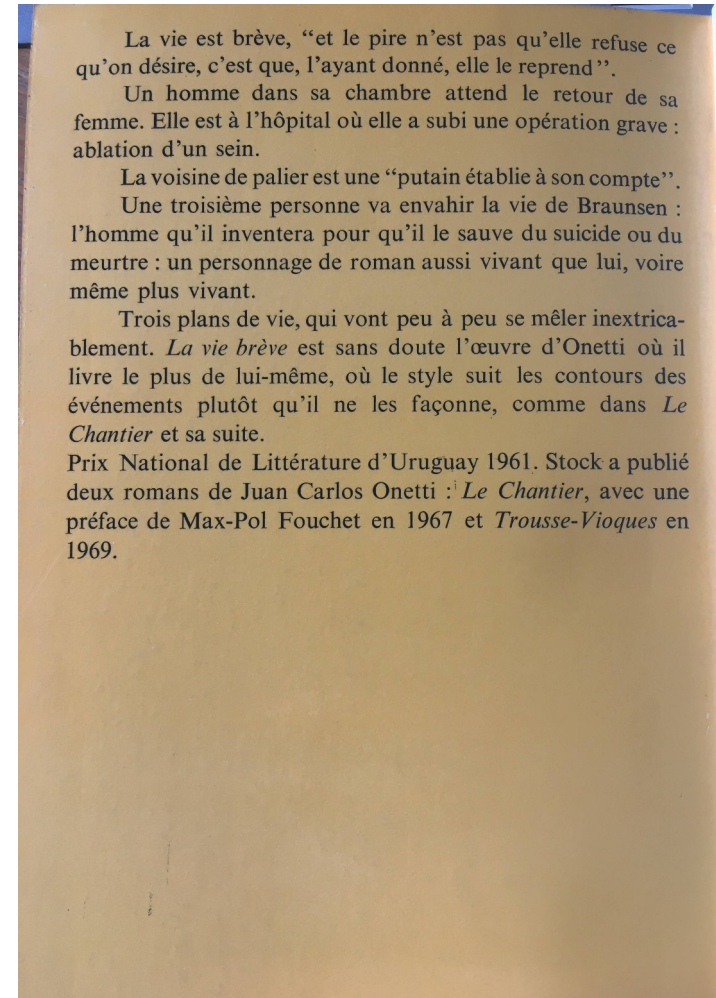 La vie est brève, “et le pire n’est pas qu’elle refuse ce
qu’on désire, c’est que, l’ayant donné, elle le reprend”.
Un homme dans sa chambre attend le retour de sa
femme. Elle est à l’hôpital où elle a subi une opération grave :
ablation d’un sein.
La voisine de palier est une “putain établie à son compte”.
Une troisième personne va envahir la vie de Braunsen :
l’homme qu’il inventera pour qu’il le sauve du suicide ou du
meurtre : un personnage de roman aussi vivant que lui, voire
même plus vivant.
Trois plans de vie, qui vont peu à peu se mêler inextrica-
blement. La vie brève est sans doute l’œuvre d’Onetti où il
livre le plus de lui-même, où le style suit les contours des
événements plutôt qu’il ne les façonne, comme dans Le
Chantier et sa suite.
Prix National de Littérature d’Uruguay 1961. Stock a publié
deux romans de Juan Carlos Onetti : Le Chantier, avec une
préface de Max-Pol Fouchet en 1967 et Trousse-Vioques en
1969.